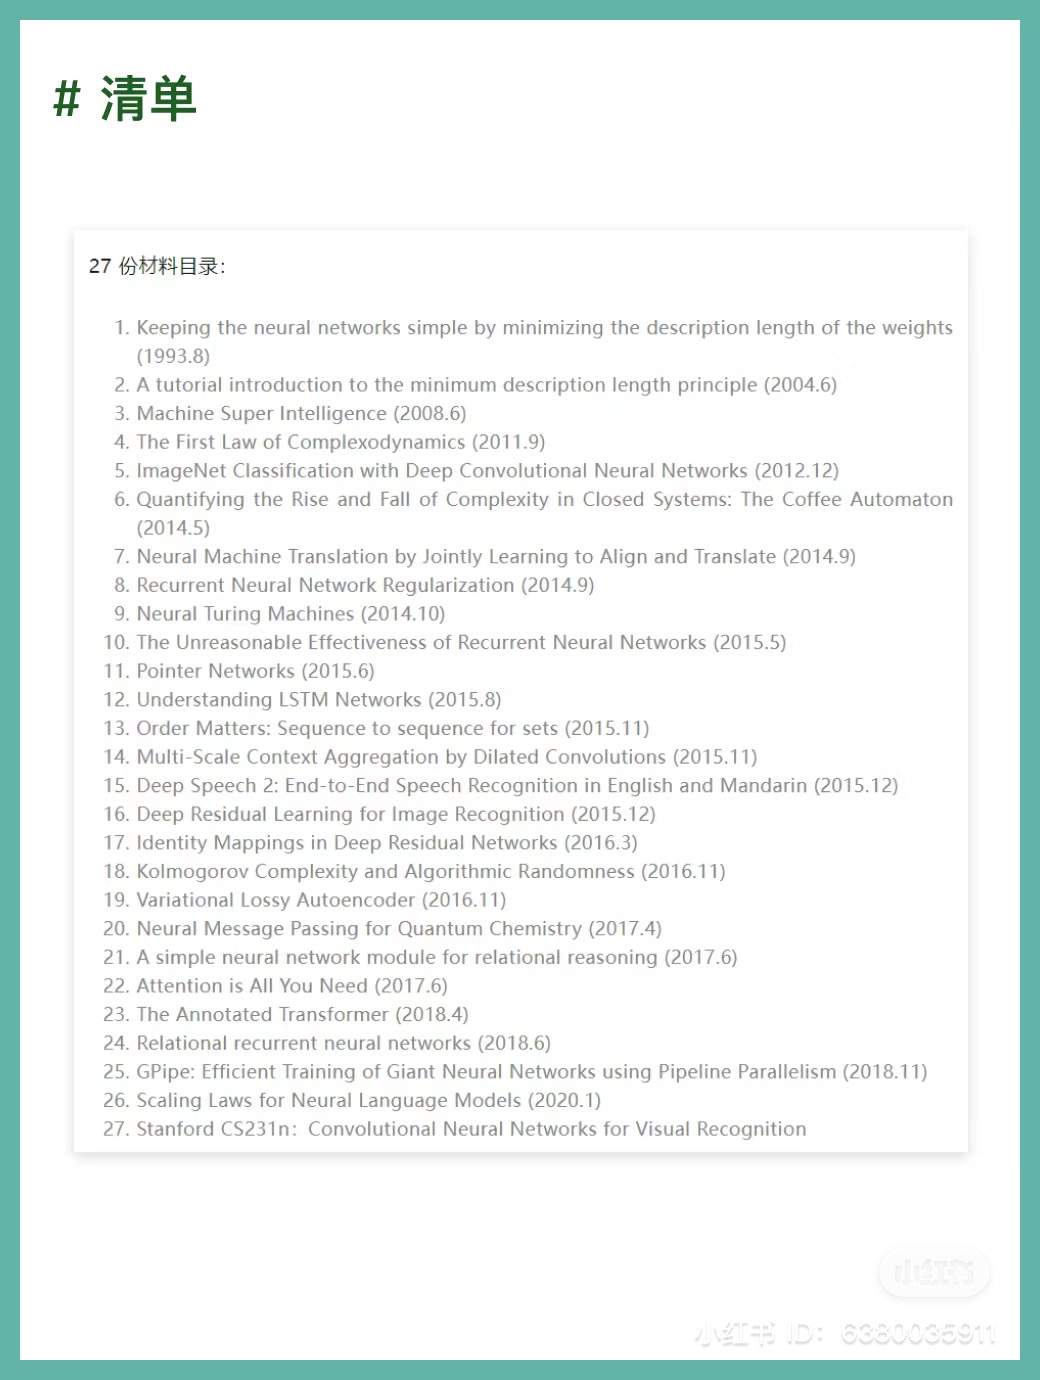 # 清单
27 份材料目录：
1. Keeping the neural networks simple by minimizing the description length of the weights
(1993.8)
2. A tutorial introduction to the minimum description length principle (2004.6)
3. Machine Super Intelligence (2008.6)
4. The First Law of Complexodynamics (2011.9)
5. ImageNet Classification with Deep Convolutional Neural Networks (2012.12)
6. Quantifying the Rise and Fall of Complexity in Closed Systems: The Coffee Automaton
(2014.5)
7. Neural Machine Translation by Jointly Learning to Align and Translate (2014.9)
8. Recurrent Neural Network Regularization (2014.9)
9. Neural Turing Machines (2014.10)
10. The Unreasonable Effectiveness of Recurrent Neural Networks (2015.5)
11. Pointer Networks (2015.6)
12. Understanding LSTM Networks (2015.8)
13. Order Matters: Sequence to sequence for sets (2015.11)
14. Multi-Scale Context Aggregation by Dilated Convolutions (2015.11)
15. Deep Speech 2: End-to-End Speech Recognition in English and Mandarin (2015.12)
16. Deep Residual Learning for Image Recognition (2015.12)
17. Identity Mappings in Deep Residual Networks (2016.3)
18. Kolmogorov Complexity and Algorithmic Randomness (2016.11)
19. Variational Lossy Autoencoder (2016.11)
20. Neural Message Passing for Quantum Chemistry (2017.4)
21. A simple neural network module for relational reasoning (2017.6)
22. Attention is All You Need (2017.6)
23. The Annotated Transformer (2018.4)
24. Relational recurrent neural networks (2018.6)
25. GPipe: Efficient Training of Giant Neural Networks using Pipeline Parallelism (2018.11)
26. Scaling Laws for Neural Language Models (2020.1)
27. Stanford CS231n：Convolutional Neural Networks for Visual Recognition
小红书
小红书 ID：6380035911